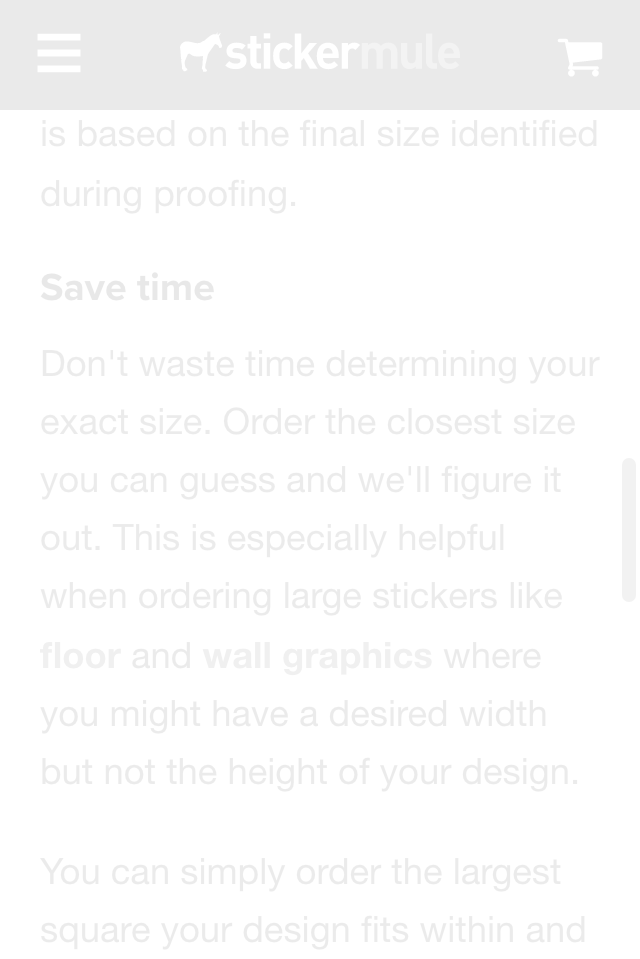 stickermule
is based on the final size identified
during proofing.
Save time
Don't waste time determining your
exact size. Order the closest size
you can guess and we'll figure it
out. This is especially helpful
when ordering large stickers like
floor and wall graphics where
you might have a desired width
but not the height of your design.
You can simply order the largest
square your design fits within and